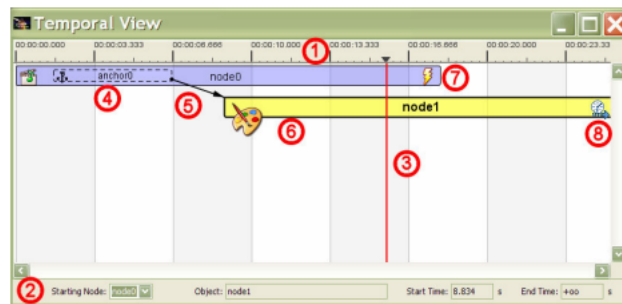 Temporal View
00:00:00.000 00:00:03.333 00:00:06.666 00:00:10.000 00:00:13.333 00:00:16.666 00:00:20.000 00:00:23.33
1
anchor0 node0 7
4 5
node1
6 8
3
2 Starting Node: node0 Object: node1 Start Time: 8.834 s End Time: +oo s